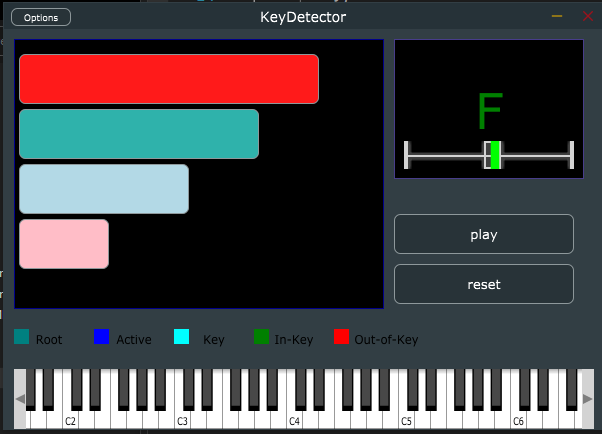 Options
KeyDetector
F
play
reset
Root Active Key In-Key Out-of-Key
C2 C3 C4 C5 C6